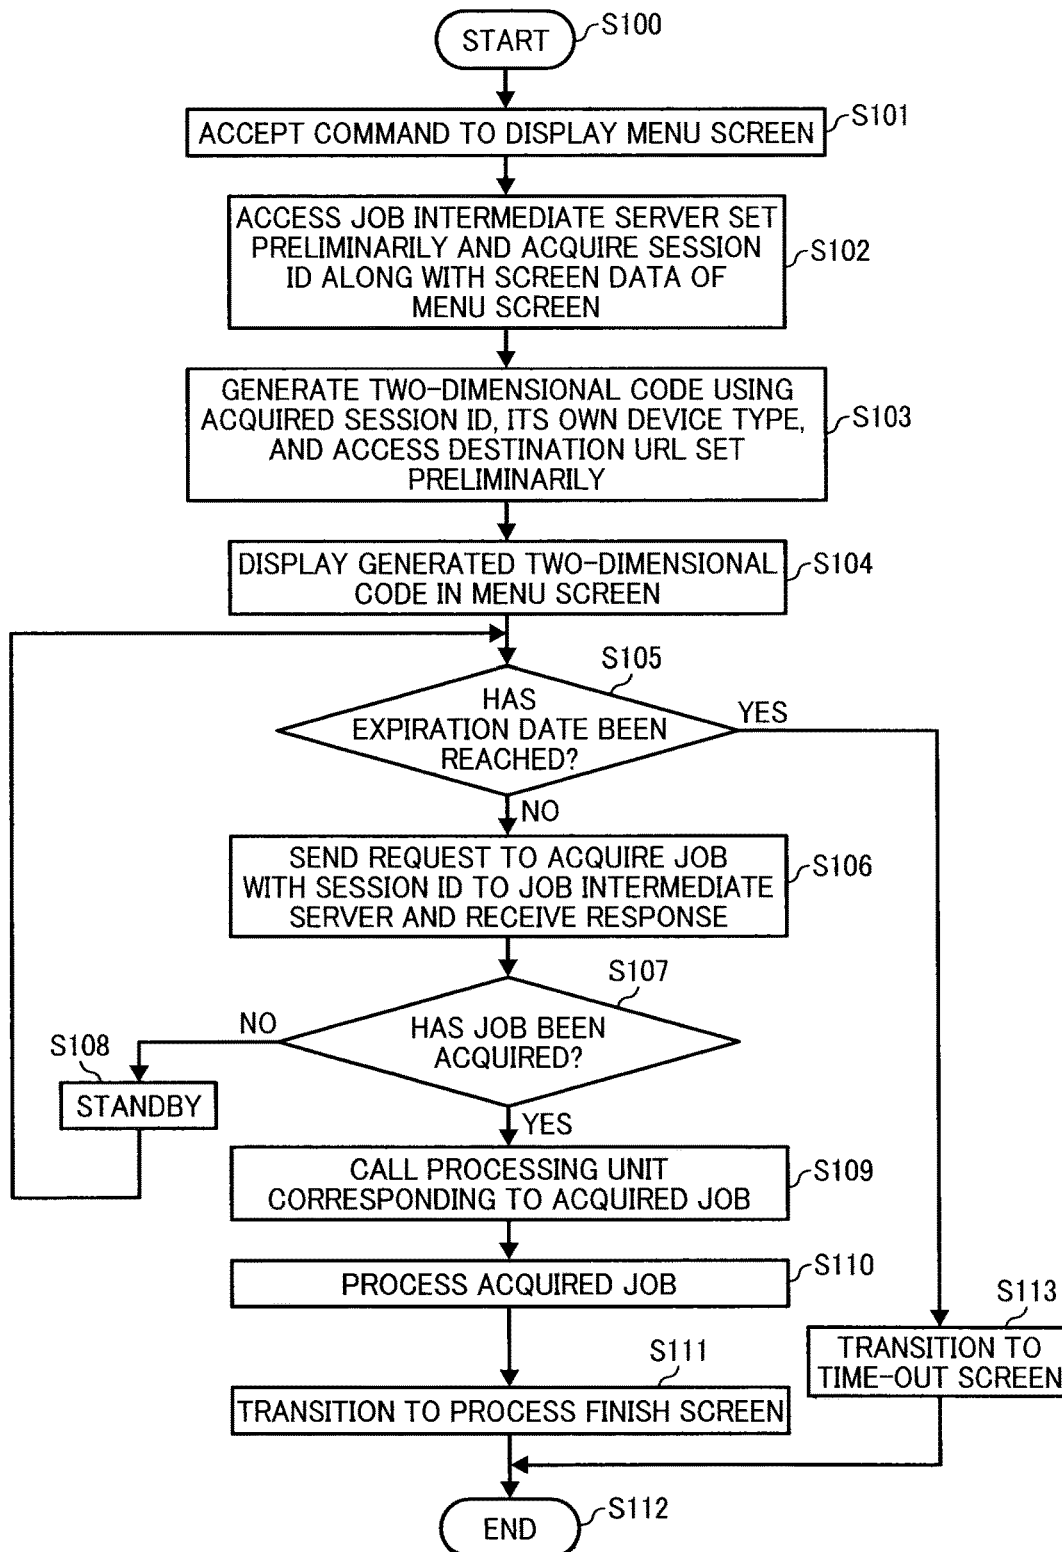 START
S100
ACCEPT COMMAND TO DISPLAY MENU SCREEN
S101
ACCESS JOB INTERMEDIATE SERVER SET
PRELIMINARILY AND ACQUIRE SESSION
ID ALONG WITH SCREEN DATA OF
MENU SCREEN
S102
GENERATE TWO-DIMENSIONAL CODE USING
ACQUIRED SESSION ID, ITS OWN DEVICE TYPE,
AND ACCESS DESTINATION URL SET
PRELIMINARILY
S103
DISPLAY GENERATED TWO-DIMENSIONAL
CODE IN MENU SCREEN
S104
S105
HAS
EXPIRATION DATE BEEN
REACHED?
YES
NO
SEND REQUEST TO ACQUIRE JOB
WITH SESSION ID TO JOB INTERMEDIATE
SERVER AND RECEIVE RESPONSE
S106
S107
HAS JOB BEEN
ACQUIRED?
NO
S108
STANDBY
YES
CALL PROCESSING UNIT
CORRESPONDING TO ACQUIRED JOB
S109
PROCESS ACQUIRED JOB
S110
S113
TRANSITION TO
TIME-OUT SCREEN
S111
TRANSITION TO PROCESS FINISH SCREEN
END
S112